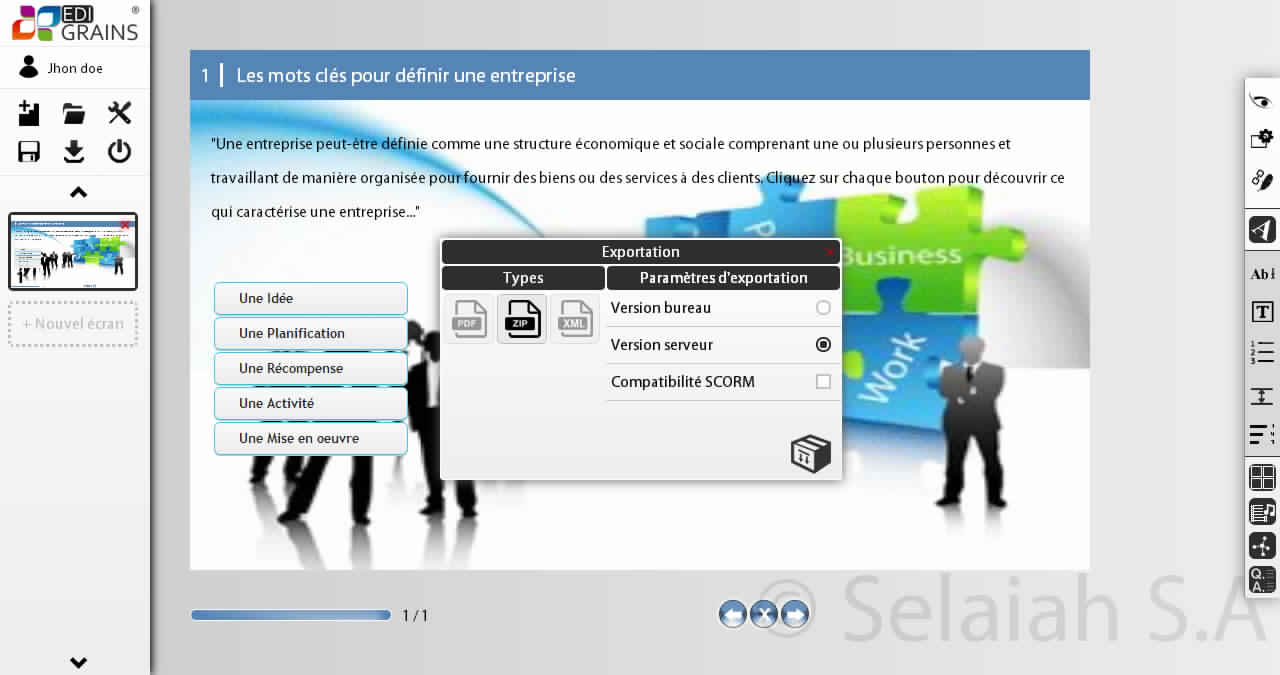 EDI
GRAINS®
Jhon doe
+ Nouvel écran
1 | Les mots clés pour définir une entreprise
"Une entreprise peut-être définie comme une structure économique et sociale comprenant une ou plusieurs personnes et
travaillant de manière organisée pour fournir des biens ou des services à des clients. Cliquez sur chaque bouton pour découvrir ce
qui caractérise une entreprise..."
Business
Work
Une Idée
Une Planification
Une Récompense
Une Activité
Une Mise en oeuvre
Exportation
Types
Paramètres d'exportation
PDF
ZIP
XML
Version bureau
Version serveur
Compatibilité SCORM
1 / 1
© Selaiah S.A
Ab i
T
1
2
3
Q.
A.